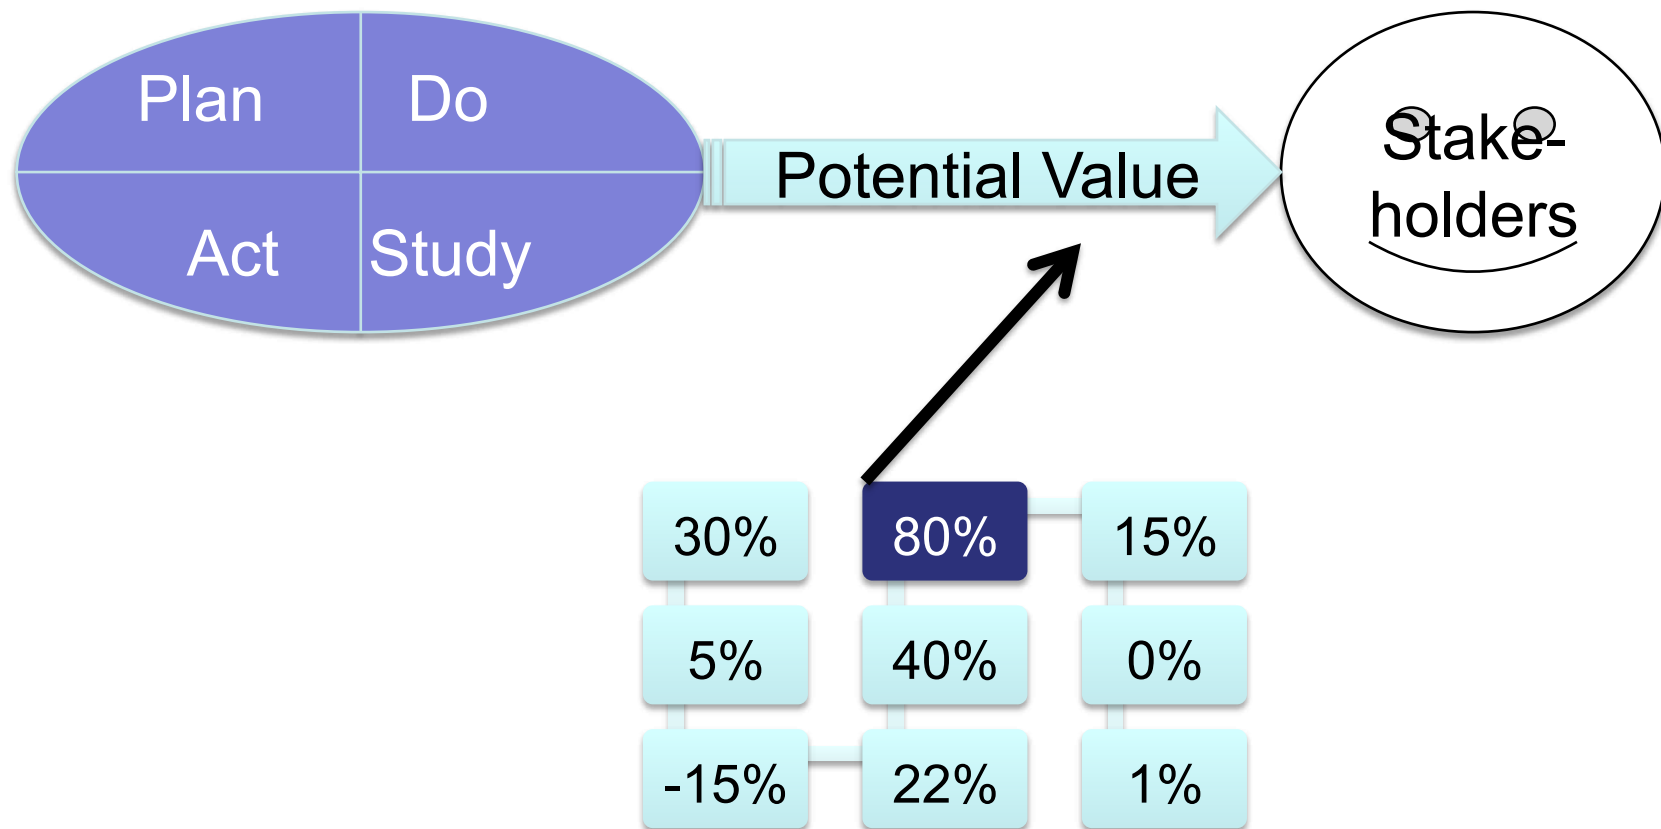 Plan Do
Act Study
Potential Value
Stake-
holders
30% 80% 15%
5% 40% 0%
-15% 22% 1%